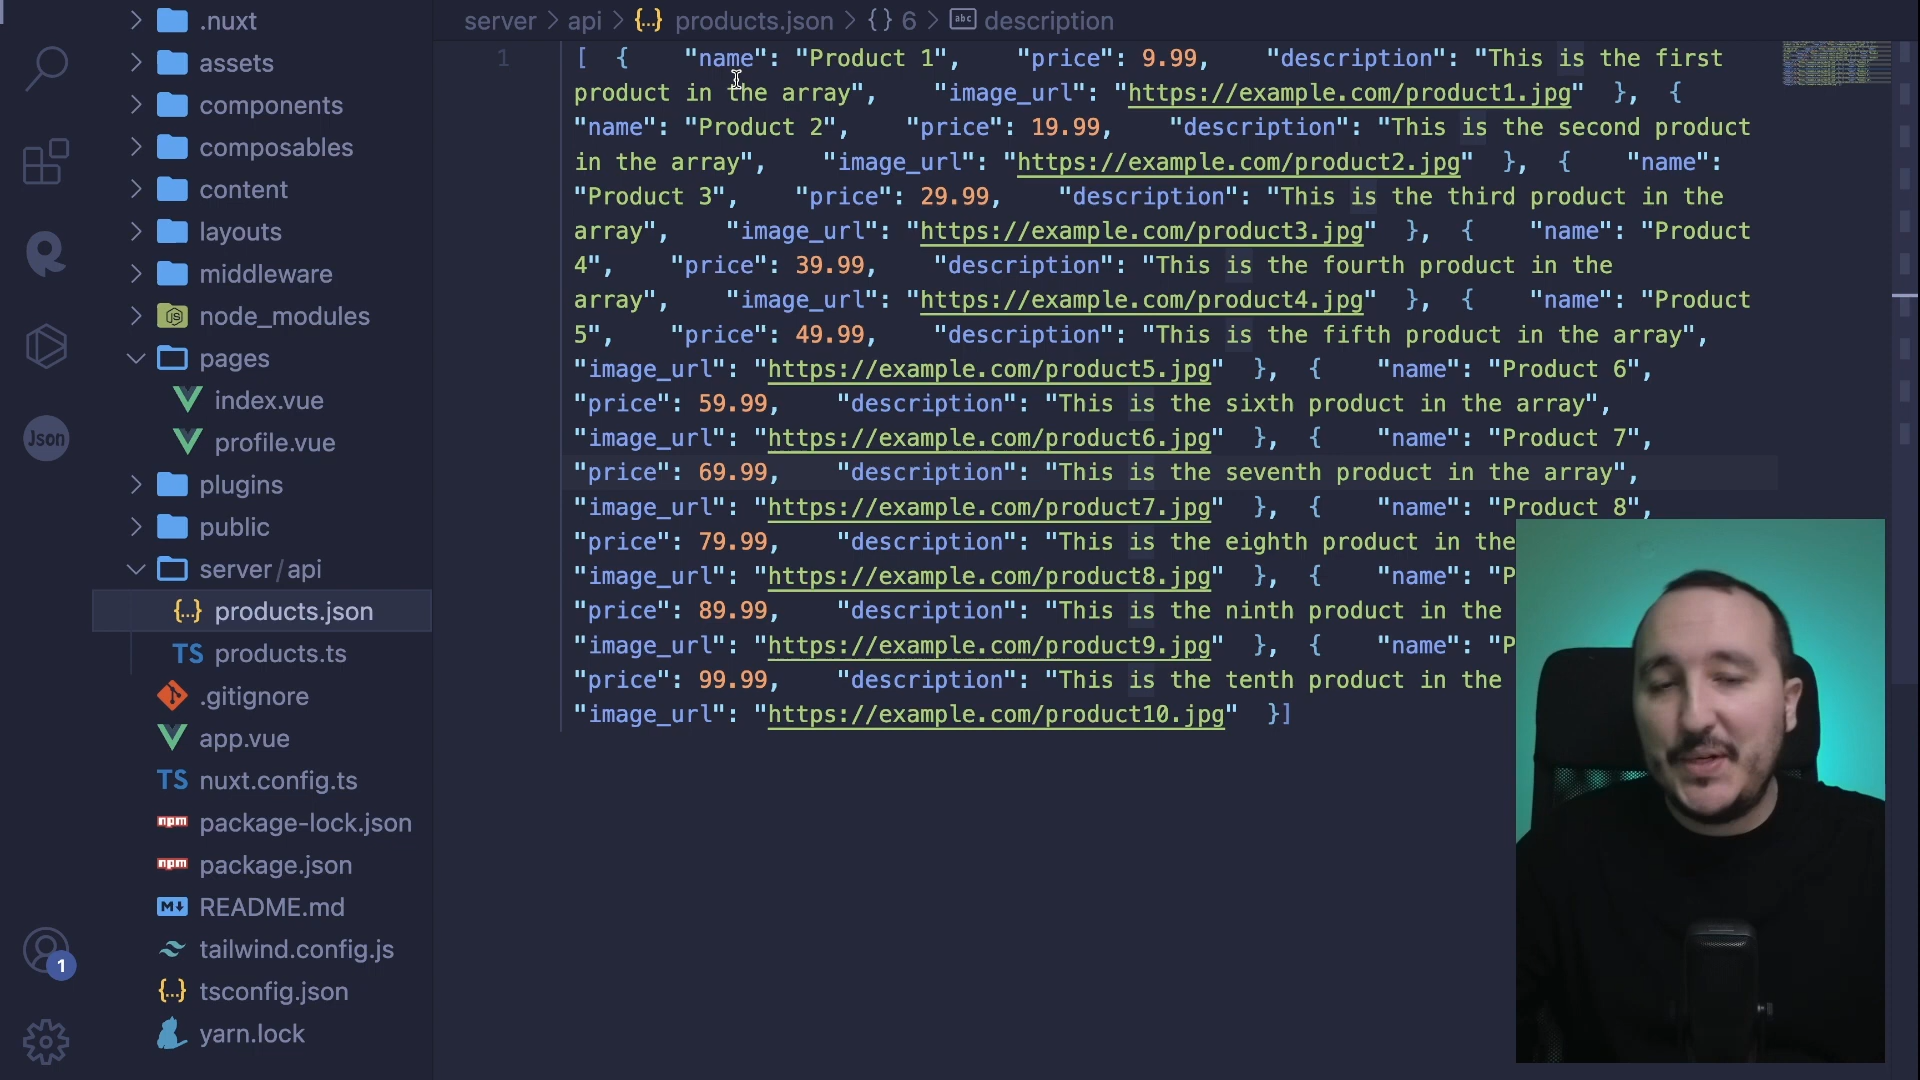 .nuxt
assets
components
composables
content
layouts
middleware
node_modules
pages
index.vue
profile.vue
plugins
public
server/api
products.json
products.ts
.gitignore
app.vue
nuxt.config.ts
package-lock.json
package.json
README.md
tailwind.config.js
tsconfig.json
yarn.lock
Json
1
JS
TS
TS
npm
npm
M↓
server > api > {..} products.json > {} 6 > abc description
1
[  {    "name": "Product 1",    "price": 9.99,    "description": "This is the first
product in the array",    "image_url": "https://example.com/product1.jpg"  },  {
"name": "Product 2",    "price": 19.99,    "description": "This is the second product
in the array",    "image_url": "https://example.com/product2.jpg"  },  {    "name":
"Product 3",    "price": 29.99,    "description": "This is the third product in the
array",    "image_url": "https://example.com/product3.jpg"  },  {    "name": "Product
4",    "price": 39.99,    "description": "This is the fourth product in the
array",    "image_url": "https://example.com/product4.jpg"  },  {    "name": "Product
5",    "price": 49.99,    "description": "This is the fifth product in the array",
"image_url": "https://example.com/product5.jpg"  },  {    "name": "Product 6",
"price": 59.99,    "description": "This is the sixth product in the array",
"image_url": "https://example.com/product6.jpg"  },  {    "name": "Product 7",
"price": 69.99,    "description": "This is the seventh product in the array",
"image_url": "https://example.com/product7.jpg"  },  {    "name": "Product 8",
"price": 79.99,    "description": "This is the eighth product in the
"image_url": "https://example.com/product8.jpg"  },  {    "name": "P
"price": 89.99,    "description": "This is the ninth product in the
"image_url": "https://example.com/product9.jpg"  },  {    "name": "P
"price": 99.99,    "description": "This is the tenth product in the
"image_url": "https://example.com/product10.jpg"  }]